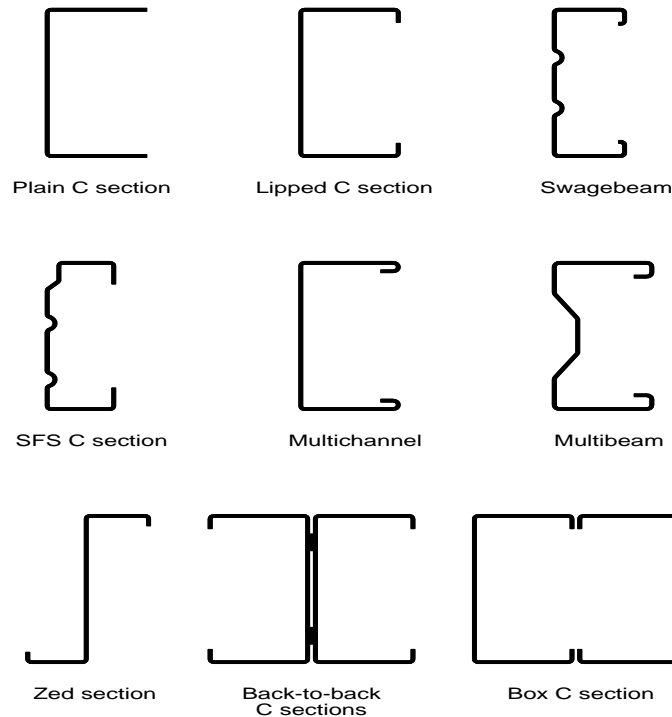 Plain C section
Lipped C section
Swagebeam
SFS C section
Multichannel
Multibeam
Zed section
Back-to-back
C sections
Box C section